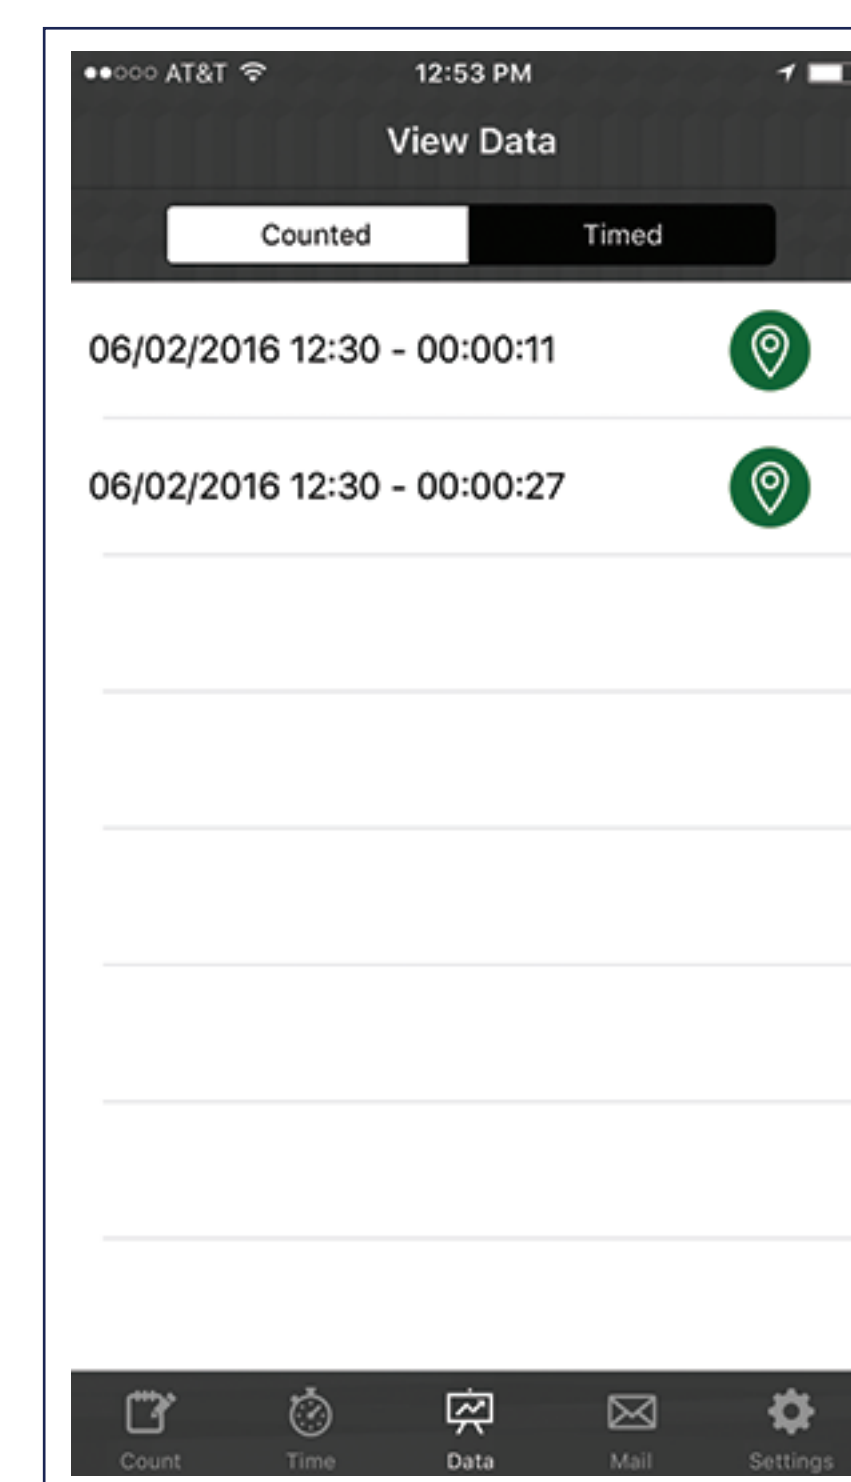 AT&T 12:53 PM
View Data
Counted Timed
06/02/2016 12:30 - 00:00:11
06/02/2016 12:30 - 00:00:27
Count Time Data Mail Settings